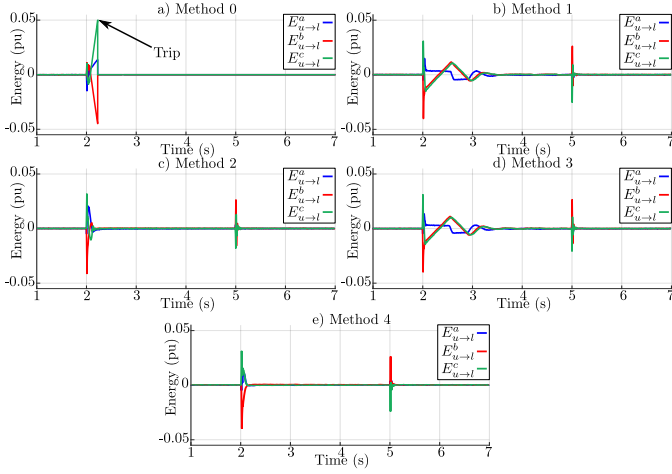 a) Method 0
Energy (pu)
0.05
0
-0.05
Trip
E^a_{u→l}
E^b_{u→l}
E^c_{u→l}
1 2 3 4 5 6 7
Time (s)
b) Method 1
Energy (pu)
0.05
0
-0.05
E^a_{u→l}
E^b_{u→l}
E^c_{u→l}
1 2 3 4 5 6 7
Time (s)
c) Method 2
Energy (pu)
0.05
0
-0.05
E^a_{u→l}
E^b_{u→l}
E^c_{u→l}
1 2 3 4 5 6 7
Time (s)
d) Method 3
Energy (pu)
0.05
0
-0.05
E^a_{u→l}
E^b_{u→l}
E^c_{u→l}
1 2 3 4 5 6 7
Time (s)
e) Method 4
Energy (pu)
0.05
0
-0.05
E^a_{u→l}
E^b_{u→l}
E^c_{u→l}
1 2 3 4 5 6 7
Time (s)